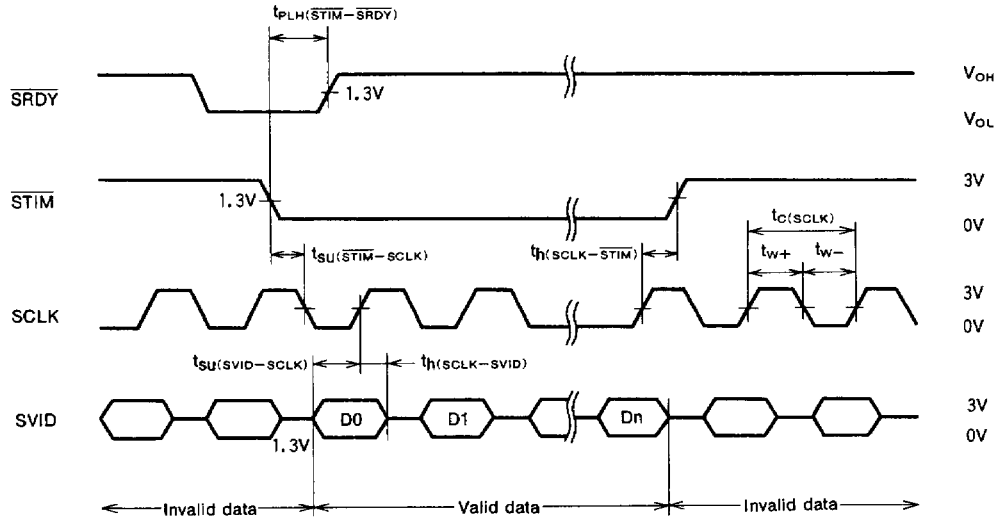 tPLH(STIM–SRDY)
SRDY
1.3V
VOH
VOL
STIM
1.3V
3V
0V
tSU(STIM–SCLK)
th(SCLK–STIM)
tC(SCLK)
tW+
tW–
SCLK
3V
0V
tSU(SVID–SCLK)
th(SCLK–SVID)
SVID
D0
D1
Dn
3V
0V
1.3V
Invalid data
Valid data
Invalid data